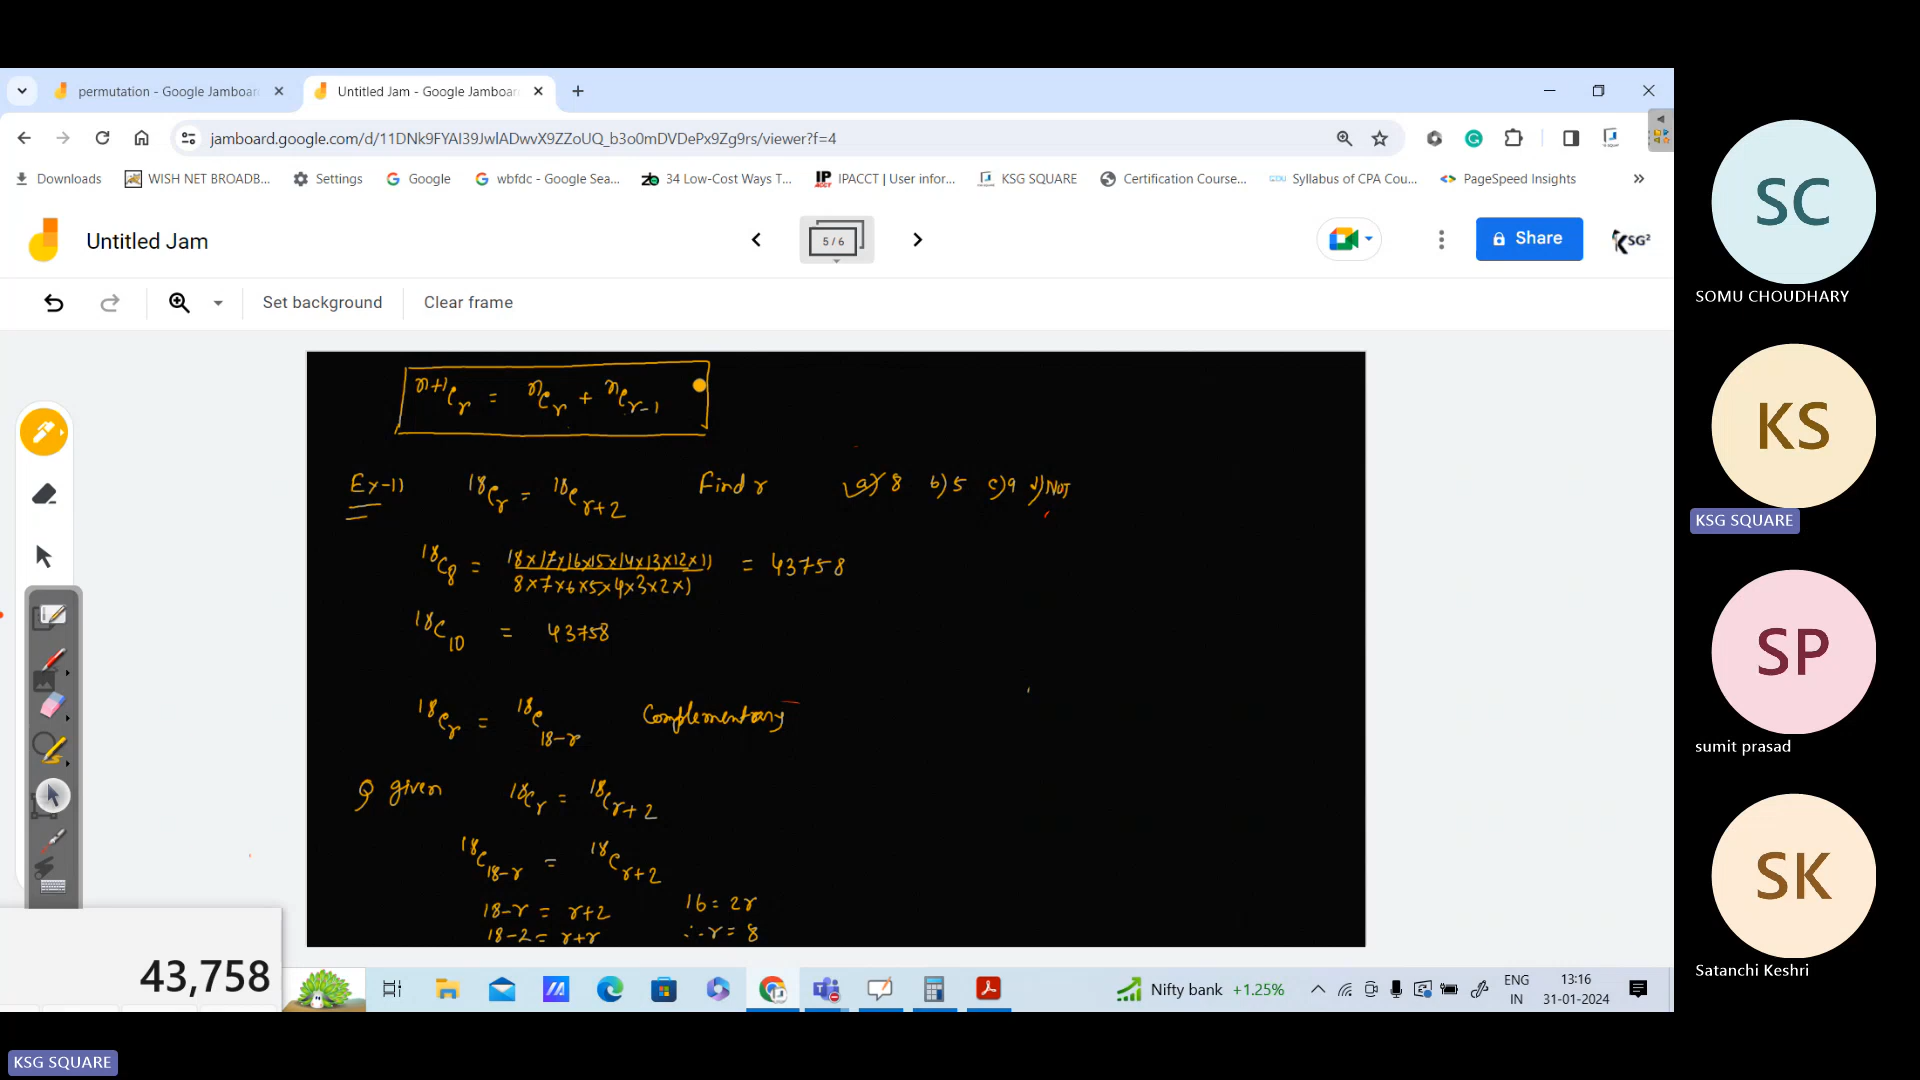 permutation - Google Jamboar
Untitled Jam - Google Jamboar
jamboard.google.com/d/11DNk9FYAI39JwlADwvX9ZZoUQ_b3o0mDVDePx9Zg9rs/viewer?f=4
Downloads WISH NET BROADB... Settings Google wbfdc - Google Sea... 34 Low-Cost Ways T... IPACCT | User infor... KSG SQUARE Certification Course... Syllabus of CPA Cou... PageSpeed Insights »
Untitled Jam
5 / 6
Share
KSG²
Set background Clear frame
ⁿ⁺¹Cᵣ = ⁿCᵣ + ⁿCᵣ₋₁
Ex-11 ¹⁸Cᵣ = ¹⁸Cᵣ₊₂ Find r a) 8 b) 5 c) 9 d) NOT
¹⁸C₈ = 18×17×16×15×14×13×12×11 / 8×7×6×5×4×3×2×1 = 43758
¹⁸C₁₀ = 43758
¹⁸Cᵣ = ¹⁸C₁₈₋ᵣ Complementary
Q given ¹⁸Cᵣ = ¹⁸Cᵣ₊₂
¹⁸C₁₈₋ᵣ = ¹⁸Cᵣ₊₂
18-r = r+2 16 = 2r
18-2 = r+r ∴ r = 8
43,758
Nifty bank +1.25%
ENG
IN
13:16
31-01-2024
SC
SOMU CHOUDHARY
KS
KSG SQUARE
SP
sumit prasad
SK
Satanchi Keshri
KSG SQUARE